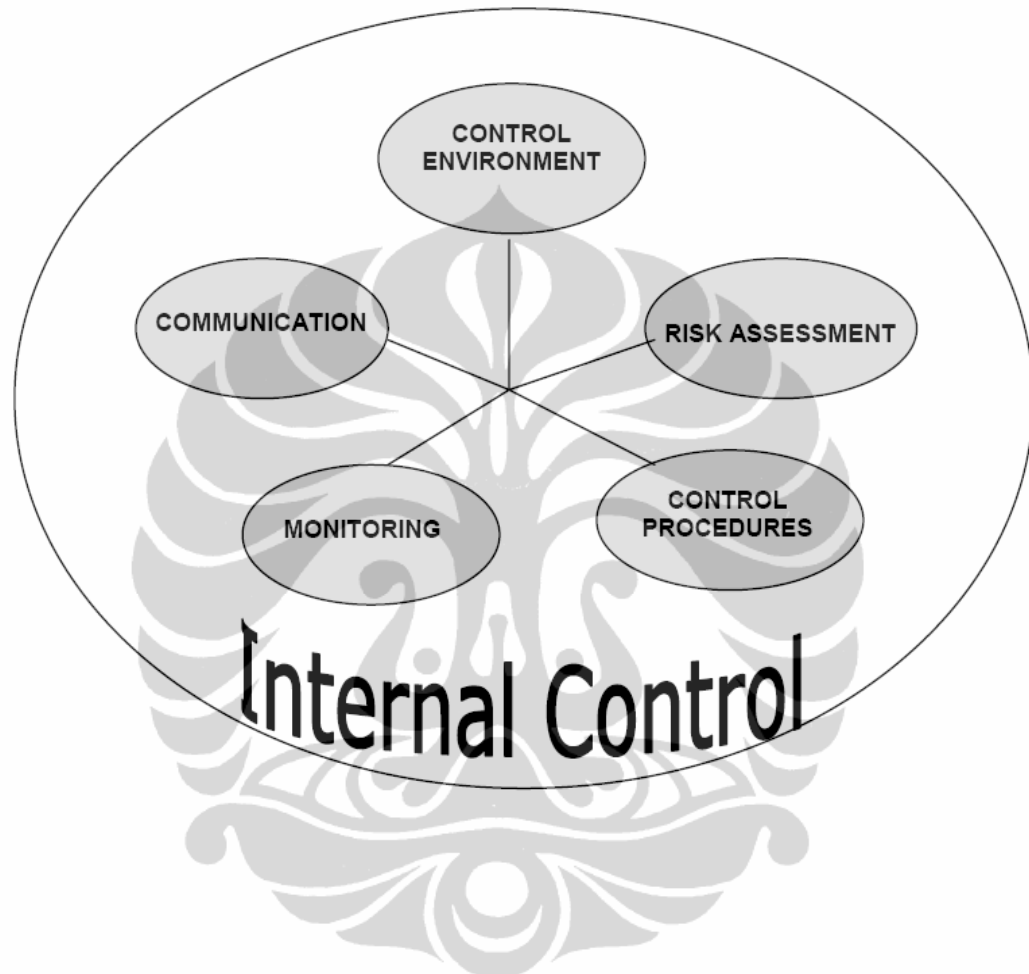 CONTROL
ENVIRONMENT
COMMUNICATION
RISK ASSESSMENT
MONITORING
CONTROL
PROCEDURES
Internal Control